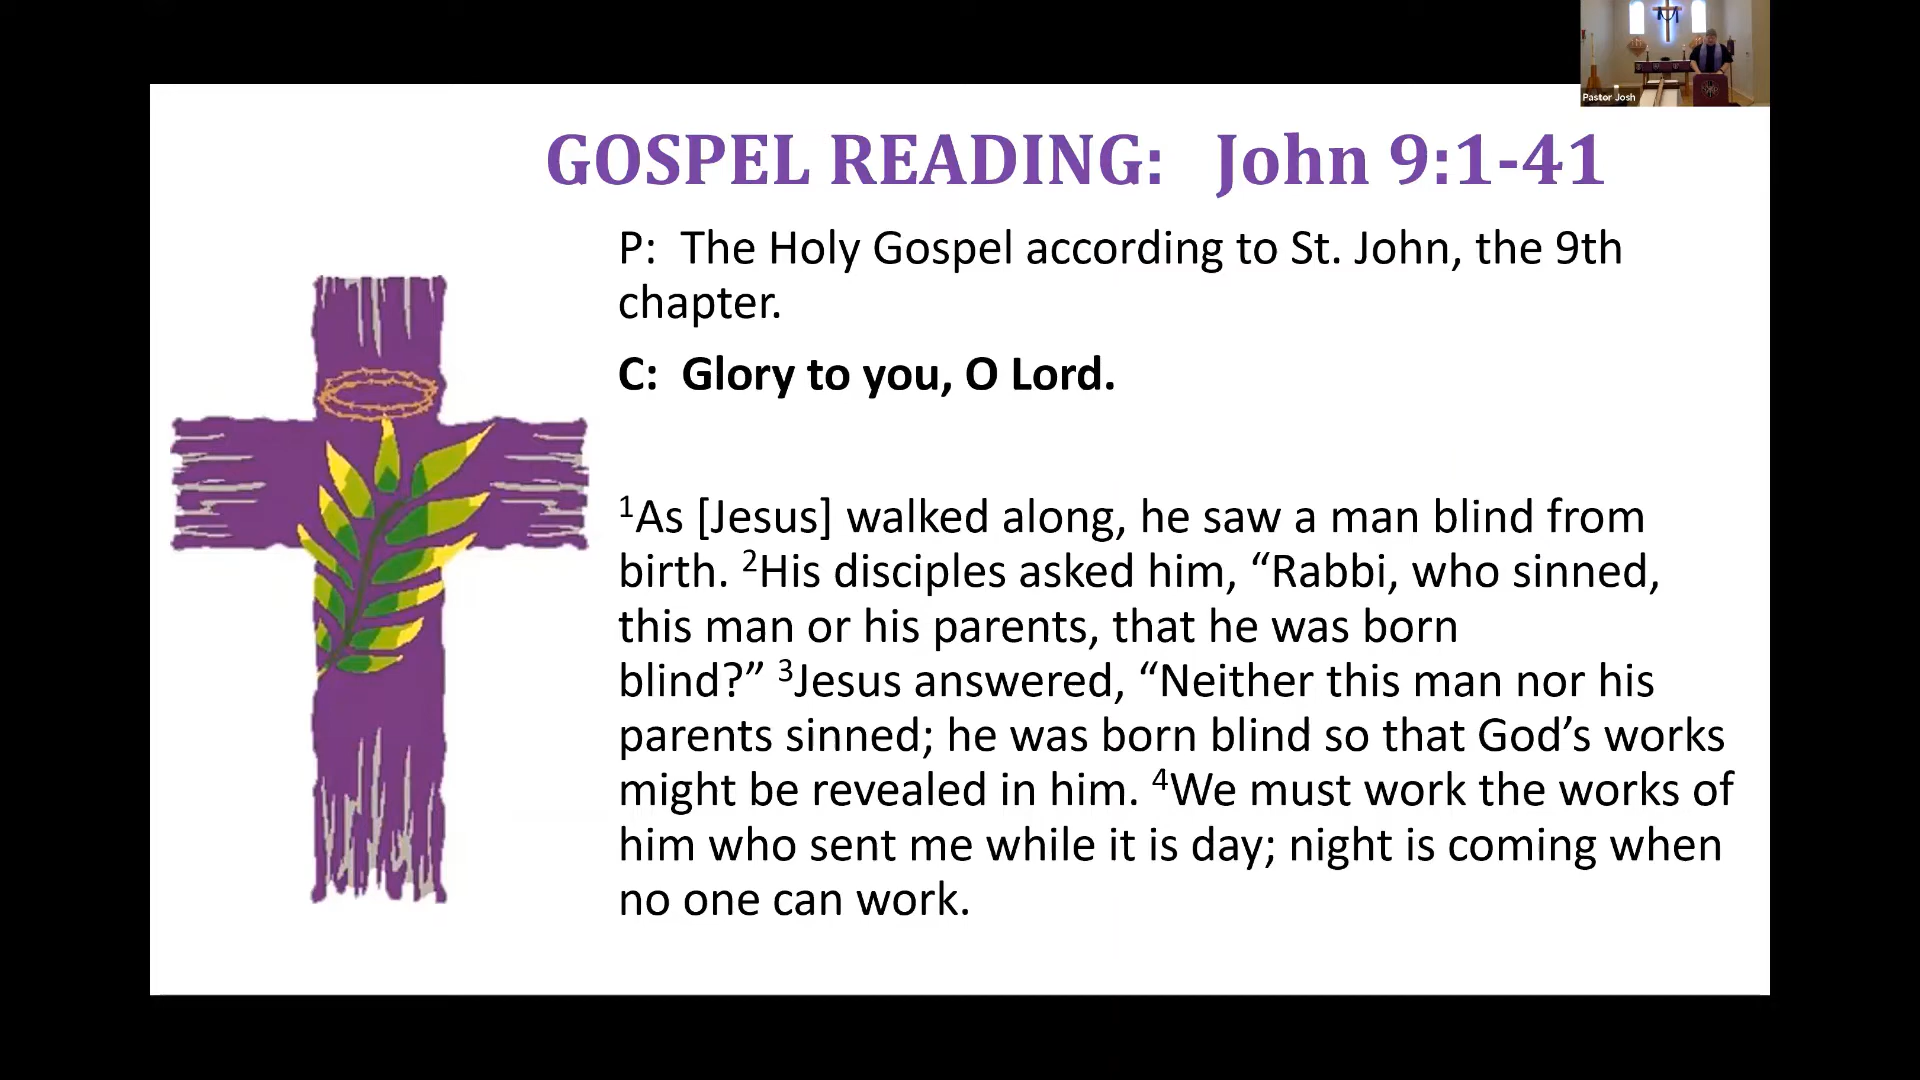 Pastor Josh
GOSPEL READING: John 9:1-41
P: The Holy Gospel according to St. John, the 9th
chapter.
C: Glory to you, O Lord.
¹As [Jesus] walked along, he saw a man blind from
birth. ²His disciples asked him, “Rabbi, who sinned,
this man or his parents, that he was born
blind?” ³Jesus answered, “Neither this man nor his
parents sinned; he was born blind so that God’s works
might be revealed in him. ⁴We must work the works of
him who sent me while it is day; night is coming when
no one can work.